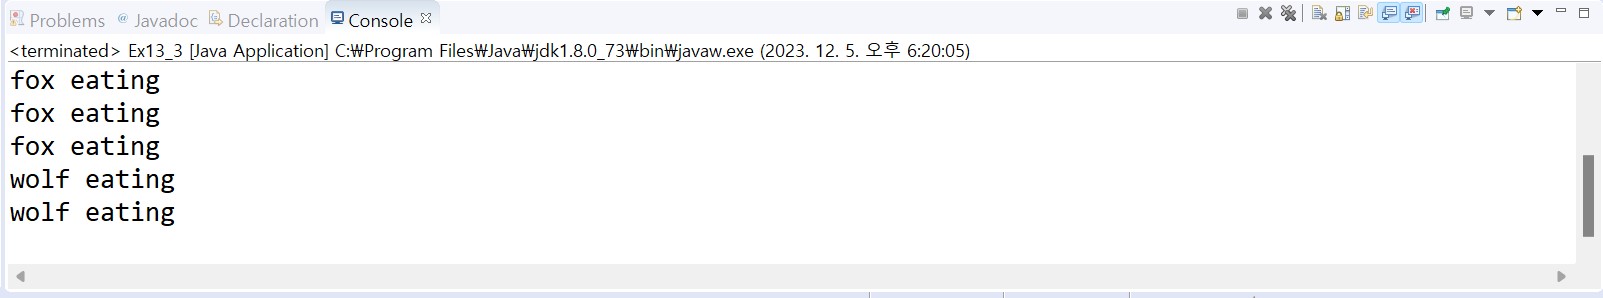 Problems @ Javadoc Declaration Console
<terminated> Ex13_3 [Java Application] C:₩Program Files₩Java₩jdk1.8.0_73₩bin₩javaw.exe (2023. 12. 5. 오후 6:20:05)
fox eating
fox eating
fox eating
wolf eating
wolf eating